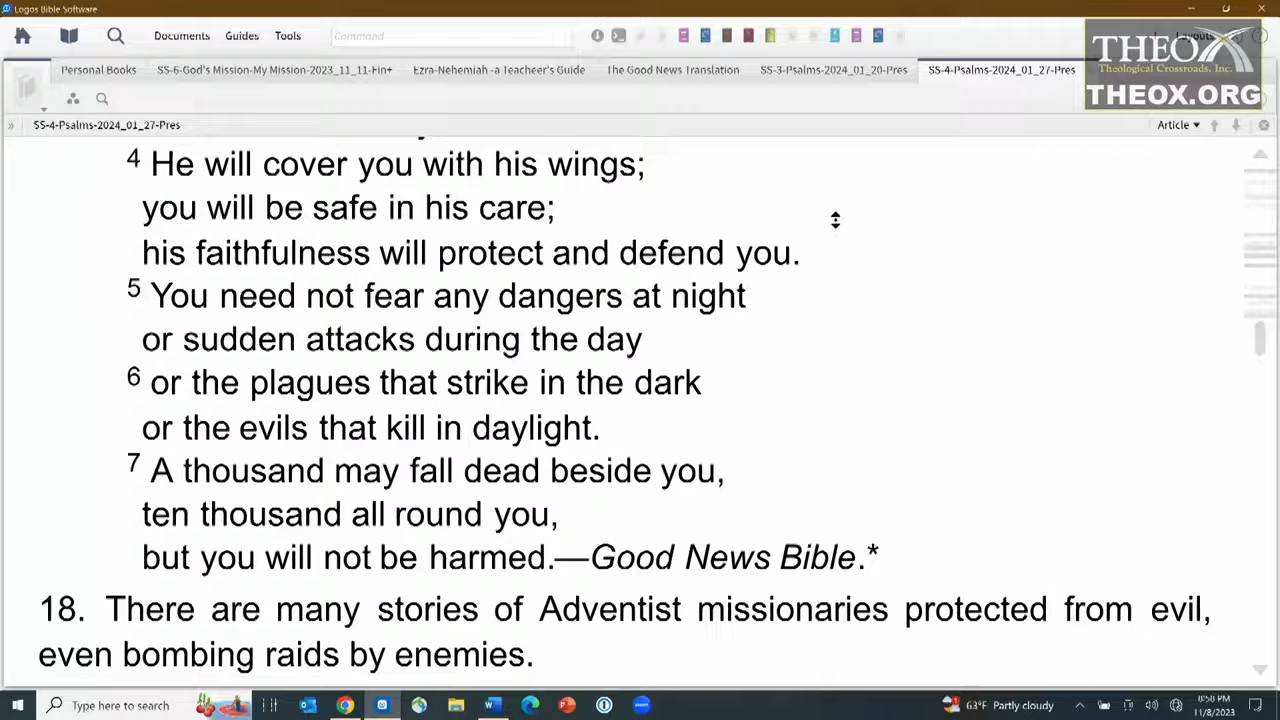 Logos Bible Software
Documents Guides Tools Command Layouts
THEOX
Theological Crossroads, Inc.
THEOX.ORG
Personal Books SS-6-God's Mission-My Mission-2023_11_11-Fin+ The Good News Translation SS-3-Psalms-2024_01_20-Pres SS-4-Psalms-2024_01_27-Pres
SS-4-Psalms-2024_01_27-Pres Article
4 He will cover you with his wings;
you will be safe in his care;
his faithfulness will protect and defend you.
5 You need not fear any dangers at night
or sudden attacks during the day
6 or the plagues that strike in the dark
or the evils that kill in daylight.
7 A thousand may fall dead beside you,
ten thousand all round you,
but you will not be harmed.—Good News Bible.*
18. There are many stories of Adventist missionaries protected from evil,
even bombing raids by enemies.
Type here to search 63°F Partly cloudy 8:58 PM
11/8/2023